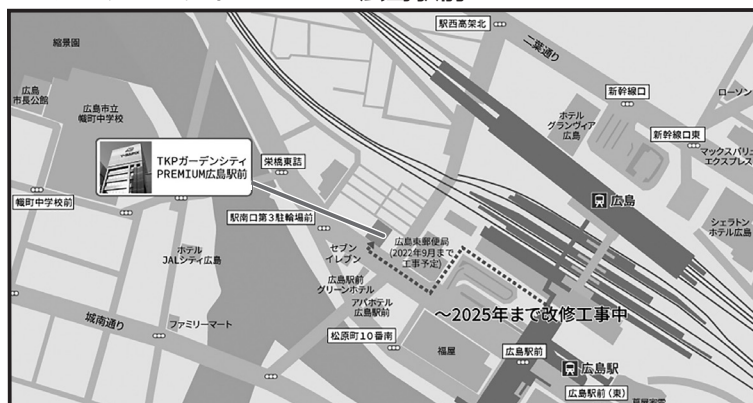 駅西高架北
二葉通り
縮景園
新幹線口
広島
市長公館
広島市立
幟町中学校
ホテル
グランヴィア
広島
ローソン
新幹線口東
マックスバリュ
エクスプレス
TKPガーデンシティ
PREMIUM広島駅前
栄橋東詰
幟町中学校前
広島
駅南口第3駐輪場前
シェラトン
ホテル広島
セブン
イレブン
広島東郵便局
(2022年9月まで
工事予定)
ホテル
JALシティ広島
広島駅前
グリーンホテル
アパホテル
広島駅前
城南通り
ファミリーマート
〜2025年まで改修工事中
松原町10番南
福屋
広島駅前
広島駅
広島駅前(東)